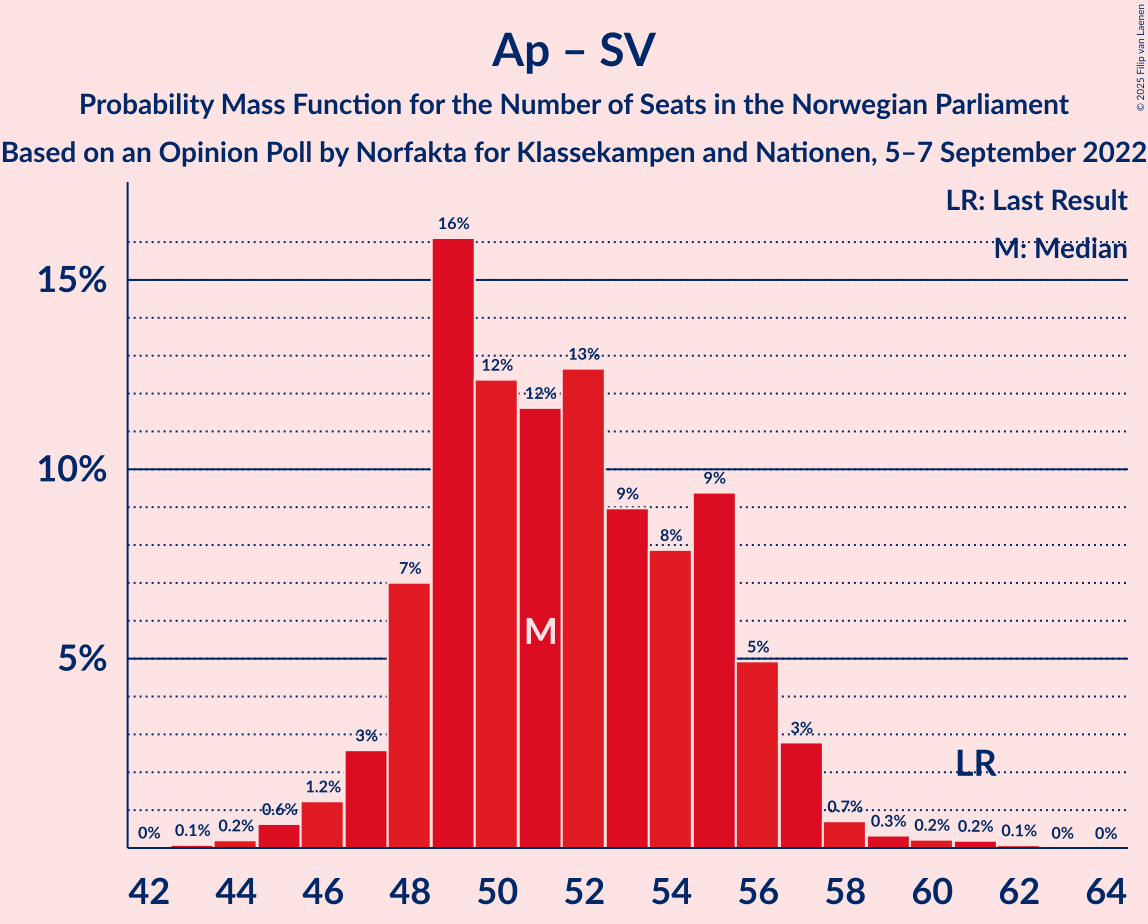 Ap – SV
Probability Mass Function for the Number of Seats in the Norwegian Parliament
Based on an Opinion Poll by Norfakta for Klassekampen and Nationen, 5–7 September 2022
© 2025 Filip van Laenen
LR: Last Result
M: Median
15%
10%
5%
0%
0.1%
0.2%
0.6%
1.2%
3%
7%
16%
12%
12%
13%
9%
8%
9%
5%
3%
0.7%
0.3%
0.2%
0.2%
0.1%
0%
0%
M
LR
42 44 46 48 50 52 54 56 58 60 62 64